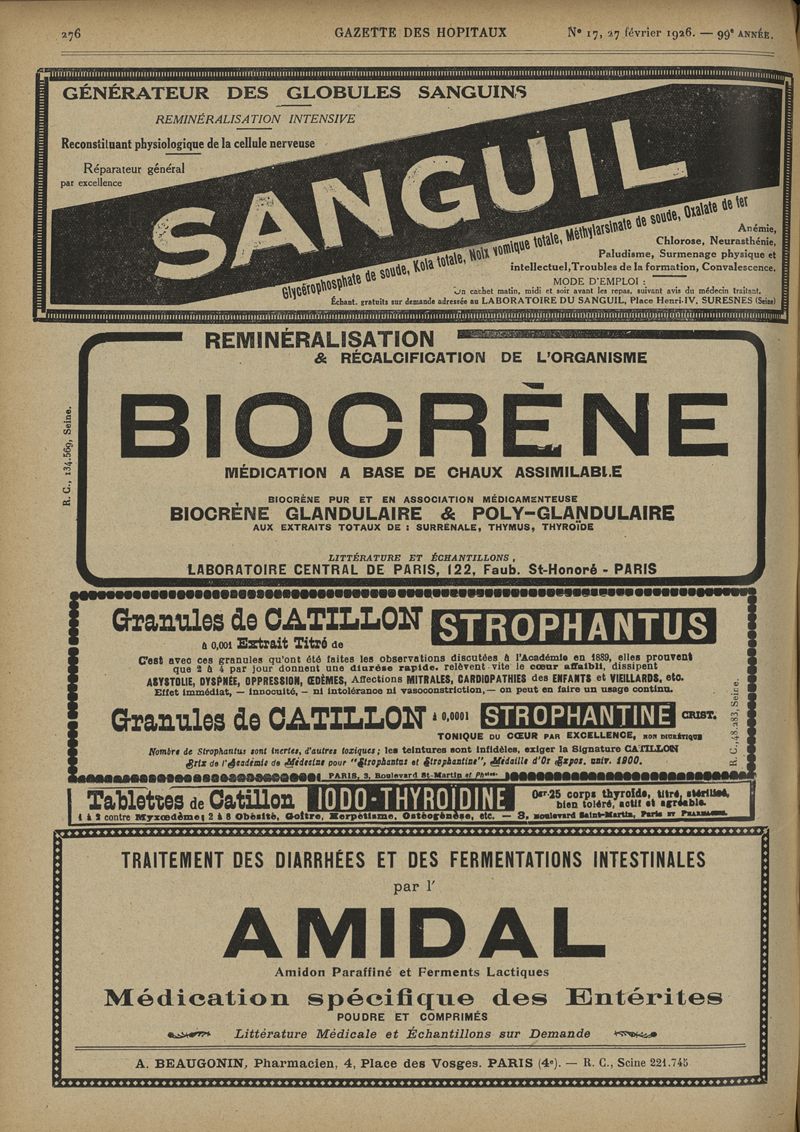 276 GAZETTE DES HOPITAUX N° 17, 27 février 1926. — 99e ANNÉE.
GÉNÉRATEUR DES GLOBULES SANGUINS
REMINÉRALISATION INTENSIVE
Reconstituant physiologique de la cellule nerveuse
Réparateur général
par excellence
SANGUIL
Glycérophosphate de soude, Kola totale, Noix vomique totale, Méthylarsinate de soude, Oxalate de fer
Anémie,
Chlorose, Neurasthénie,
Paludisme, Surmenage physique et
intellectuel, Troubles de la formation, Convalescence.
MODE D'EMPLOI :
Un cachet matin, midi et soir avant les repas, suivant avis du médecin traitant.
Échant. gratuits sur demande adressée au LABORATOIRE DU SANGUIL, Place Henri-IV, SURESNES (Seine)
REMINÉRALISATION
& RÉCALCIFICATION DE L'ORGANISME
BIOCRÈNE
MÉDICATION A BASE DE CHAUX ASSIMILABLE
BIOCRÈNE PUR ET EN ASSOCIATION MÉDICAMENTEUSE
BIOCRÈNE GLANDULAIRE & POLY-GLANDULAIRE
AUX EXTRAITS TOTAUX DE : SURRÉNALE, THYMUS, THYROÏDE
LITTÉRATURE ET ÉCHANTILLONS,
LABORATOIRE CENTRAL DE PARIS, 122, Faub. St-Honoré - PARIS
R. C., 134.569, Seine.
Granules de CATILLON STROPHANTUS
à 0,001 Extrait Titré de
C'est avec ces granules qu'ont été faites les observations discutées à l'Académie en 1889, elles prouvent
que 2 à 4 par jour donnent une diurèse rapide, relèvent vite le cœur affaibli, dissipent
ASYSTOLIE, DYSPNÉE, OPPRESSION, ŒDÈMES, Affections MITRALES, CARDIOPATHIES des ENFANTS et VIEILLARDS, etc.
Effet immédiat, — innocuité, — ni intolérance ni vasoconstriction, — on peut en faire un usage continu.
Granules de CATILLON à 0,0001 STROPHANTINE CRIST.
TONIQUE DU CŒUR PAR EXCELLENCE, NON DIURÉTIQUE
Nombre de Strophantus sont inertes, d'autres toxiques ; les teintures sont infidèles, exiger la Signature CATILLON
Prix de l'Académie de Médecine pour "Strophantus et Strophantine", Médaille d'Or Expos. univ. 1900.
PARIS, 3, Boulevard St-Martin et Phies.
R. C., 48.283, Seine.
Tablettes de Catillon IODO-THYROÏDINE 0gr.25 corps thyroïde, titré, stérilisé,
bien toléré, actif et agréable.
1 à 2 contre Myxœdème; 2 à 8 Obésité, Goître, Herpétisme, Ostéogénèse, etc. — 3, Boulevard Saint-Martin, Paris ET PHARMACIES.
TRAITEMENT DES DIARRHÉES ET DES FERMENTATIONS INTESTINALES
par l'
AMIDAL
Amidon Paraffiné et Ferments Lactiques
Médication spécifique des Entérites
POUDRE ET COMPRIMÉS
Littérature Médicale et Échantillons sur Demande
A. BEAUGONIN, Pharmacien, 4, Place des Vosges. PARIS (4e). — R. C., Seine 221.745